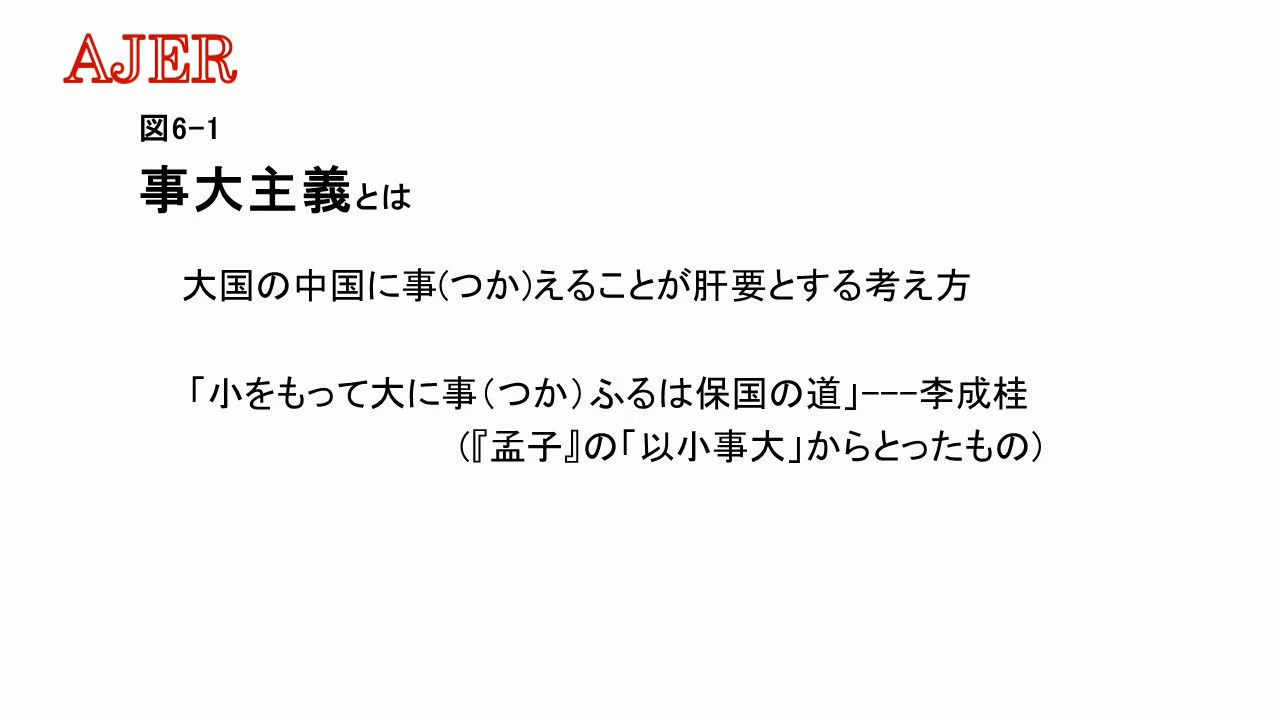 AJER
図6-1
事大主義とは
大国の中国に事(つか)えることが肝要とする考え方
「小をもって大に事（つか）ふるは保国の道」---李成桂
(『孟子』の「以小事大」からとったもの)